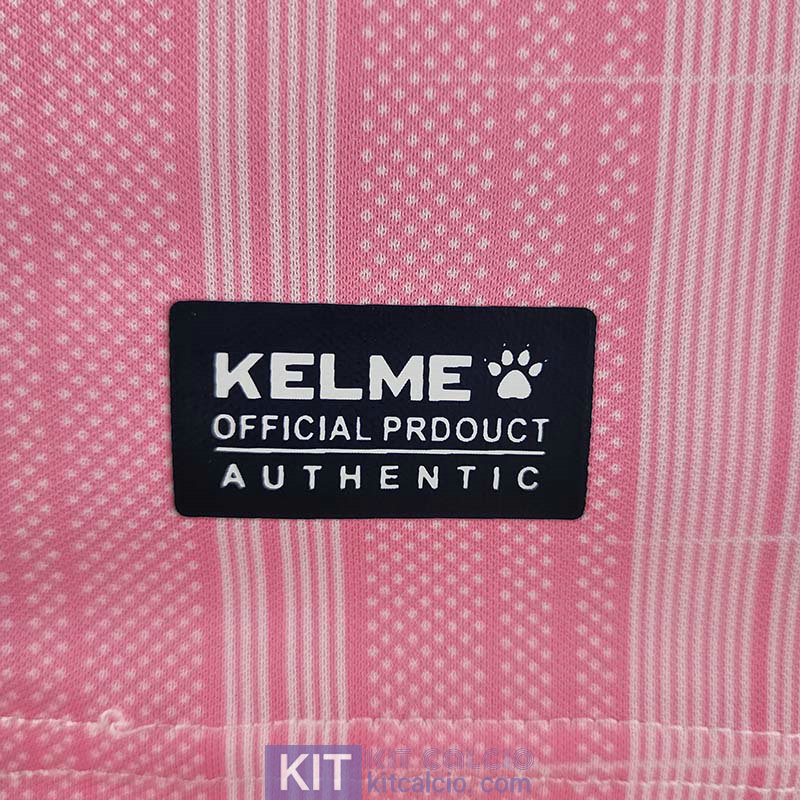 KELME
OFFICIAL PRDOUCT
AUTHENTIC
KIT KIT CALCIO
kitcalcio.com